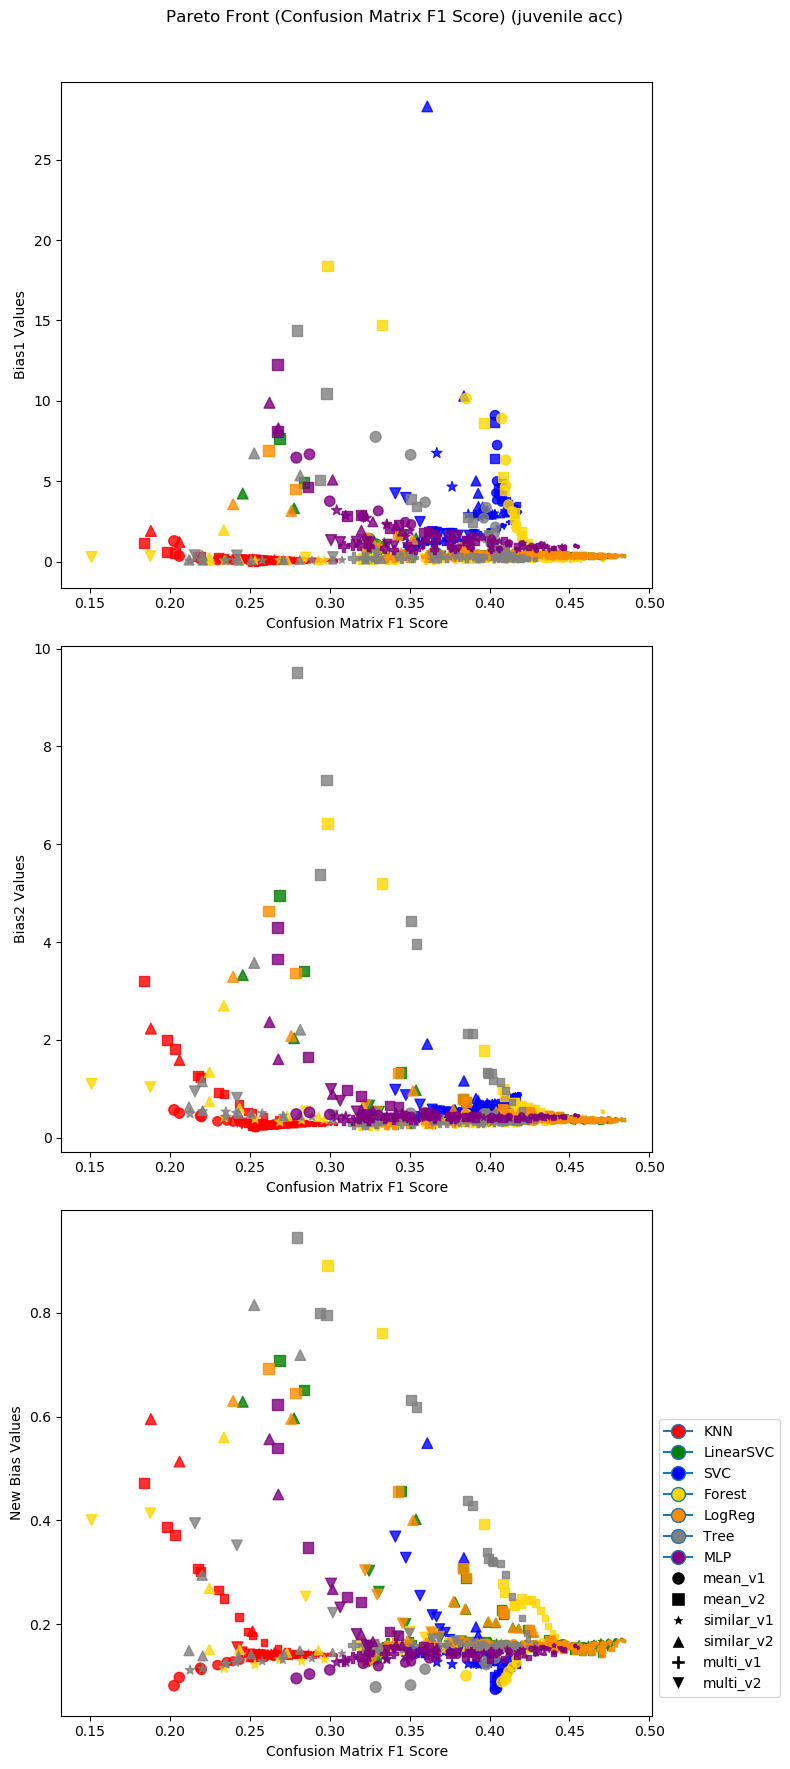 Pareto Front (Confusion Matrix F1 Score) (juvenile acc)
25
20
15
10
5
0
Bias1 Values
0.15 0.20 0.25 0.30 0.35 0.40 0.45 0.50
Confusion Matrix F1 Score
10
8
6
4
2
0
Bias2 Values
0.15 0.20 0.25 0.30 0.35 0.40 0.45 0.50
Confusion Matrix F1 Score
0.8
0.6
0.4
0.2
New Bias Values
0.15 0.20 0.25 0.30 0.35 0.40 0.45 0.50
Confusion Matrix F1 Score
KNN
LinearSVC
SVC
Forest
LogReg
Tree
MLP
mean_v1
mean_v2
similar_v1
similar_v2
multi_v1
multi_v2